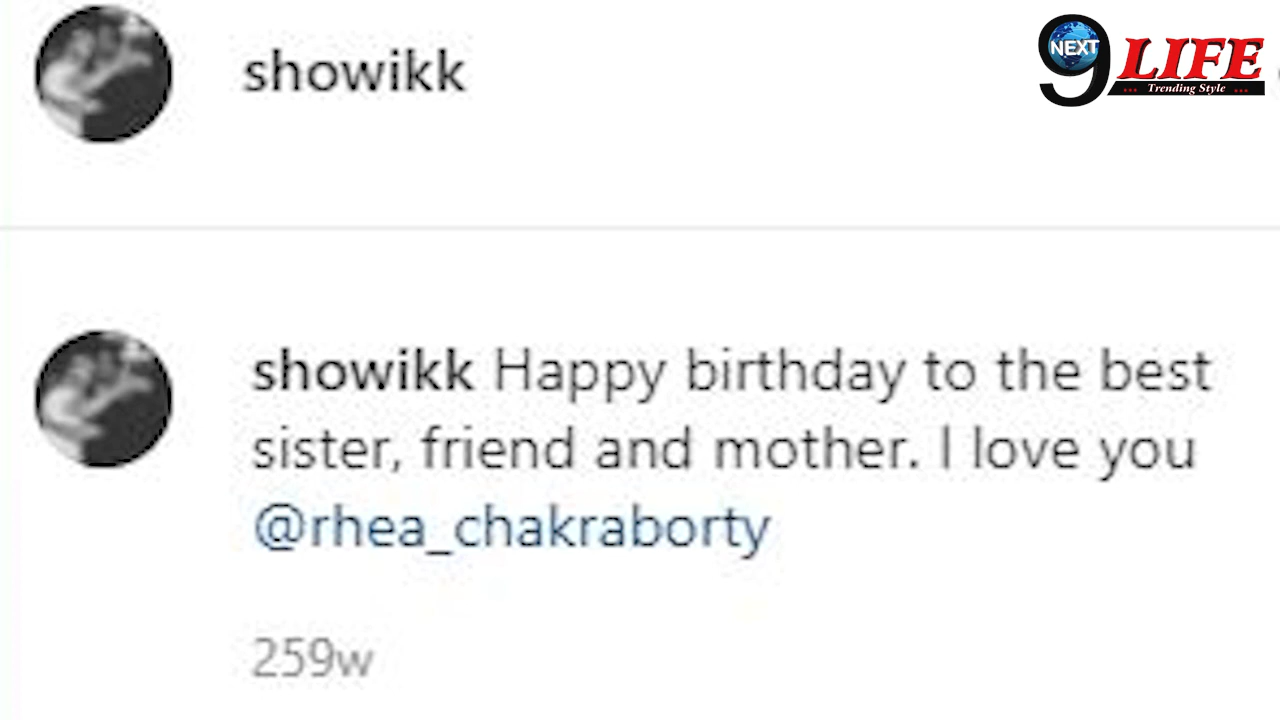 showikk
NEXT
9 LIFE
... Trending Style ...
showikk Happy birthday to the best
sister, friend and mother. I love you
@rhea_chakraborty
259w